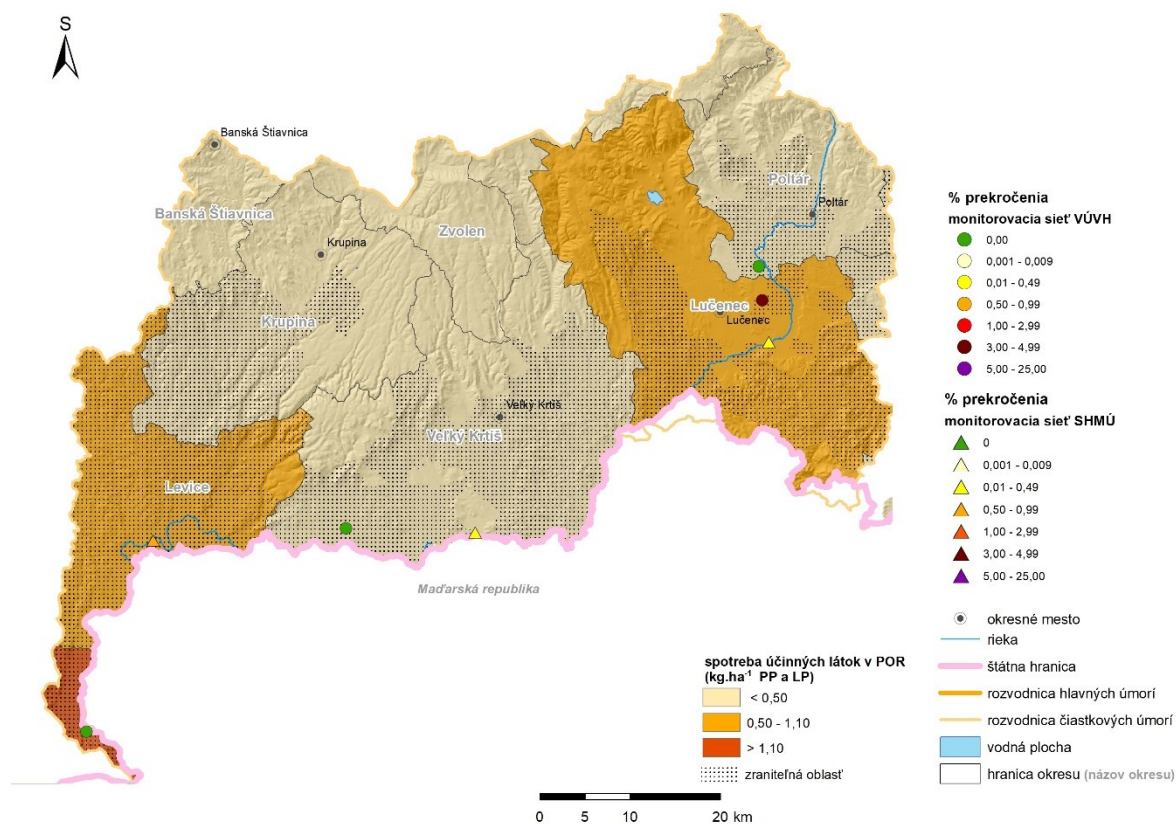 S
Banská Štiavnica
Banská Štiavnica
Zvolen
Krupina
Krupina
Poltár
Poltár
Lučenec
Lučenec
Veľký Krtíš
Veľký Krtíš
Levice
Maďarská republika
% prekročenia
monitorovacia sieť VÚVH
0,00
0,001 - 0,009
0,01 - 0,49
0,50 - 0,99
1,00 - 2,99
3,00 - 4,99
5,00 - 25,00
% prekročenia
monitorovacia sieť SHMÚ
0
0,001 - 0,009
0,01 - 0,49
0,50 - 0,99
1,00 - 2,99
3,00 - 4,99
5,00 - 25,00
okresné mesto
rieka
štátna hranica
rozvodnica hlavných úmorí
rozvodnica čiastkových úmorí
vodná plocha
hranica okresu (názov okresu)
spotreba účinných látok v POR
(kg.ha⁻¹ PP a LP)
< 0,50
0,50 - 1,10
> 1,10
zraniteľná oblasť
0 5 10 20 km